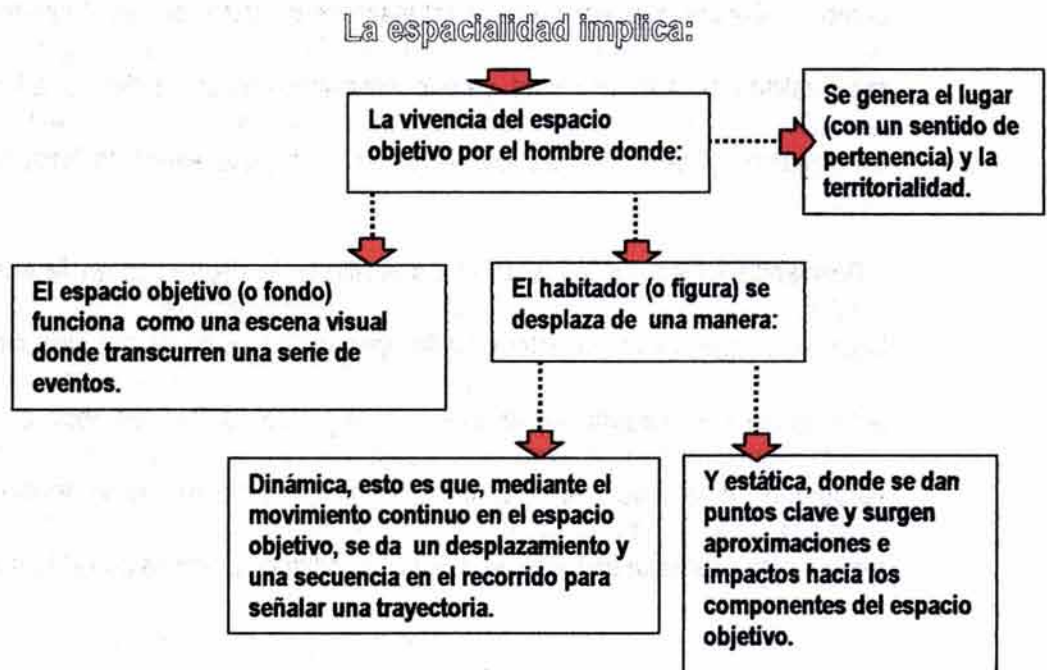 La espacialidad implica:
La vivencia del espacio
objetivo por el hombre donde:
Se genera el lugar
(con un sentido de
pertenencia) y la
territorialidad.
El espacio objetivo (o fondo)
funciona como una escena visual
donde transcurren una serie de
eventos.
El habitador (o figura) se
desplaza de una manera:
Dinámica, esto es que, mediante el
movimiento continuo en el espacio
objetivo, se da un desplazamiento y
una secuencia en el recorrido para
señalar una trayectoria.
Y estática, donde se dan
puntos clave y surgen
aproximaciones e
impactos hacia los
componentes del espacio
objetivo.